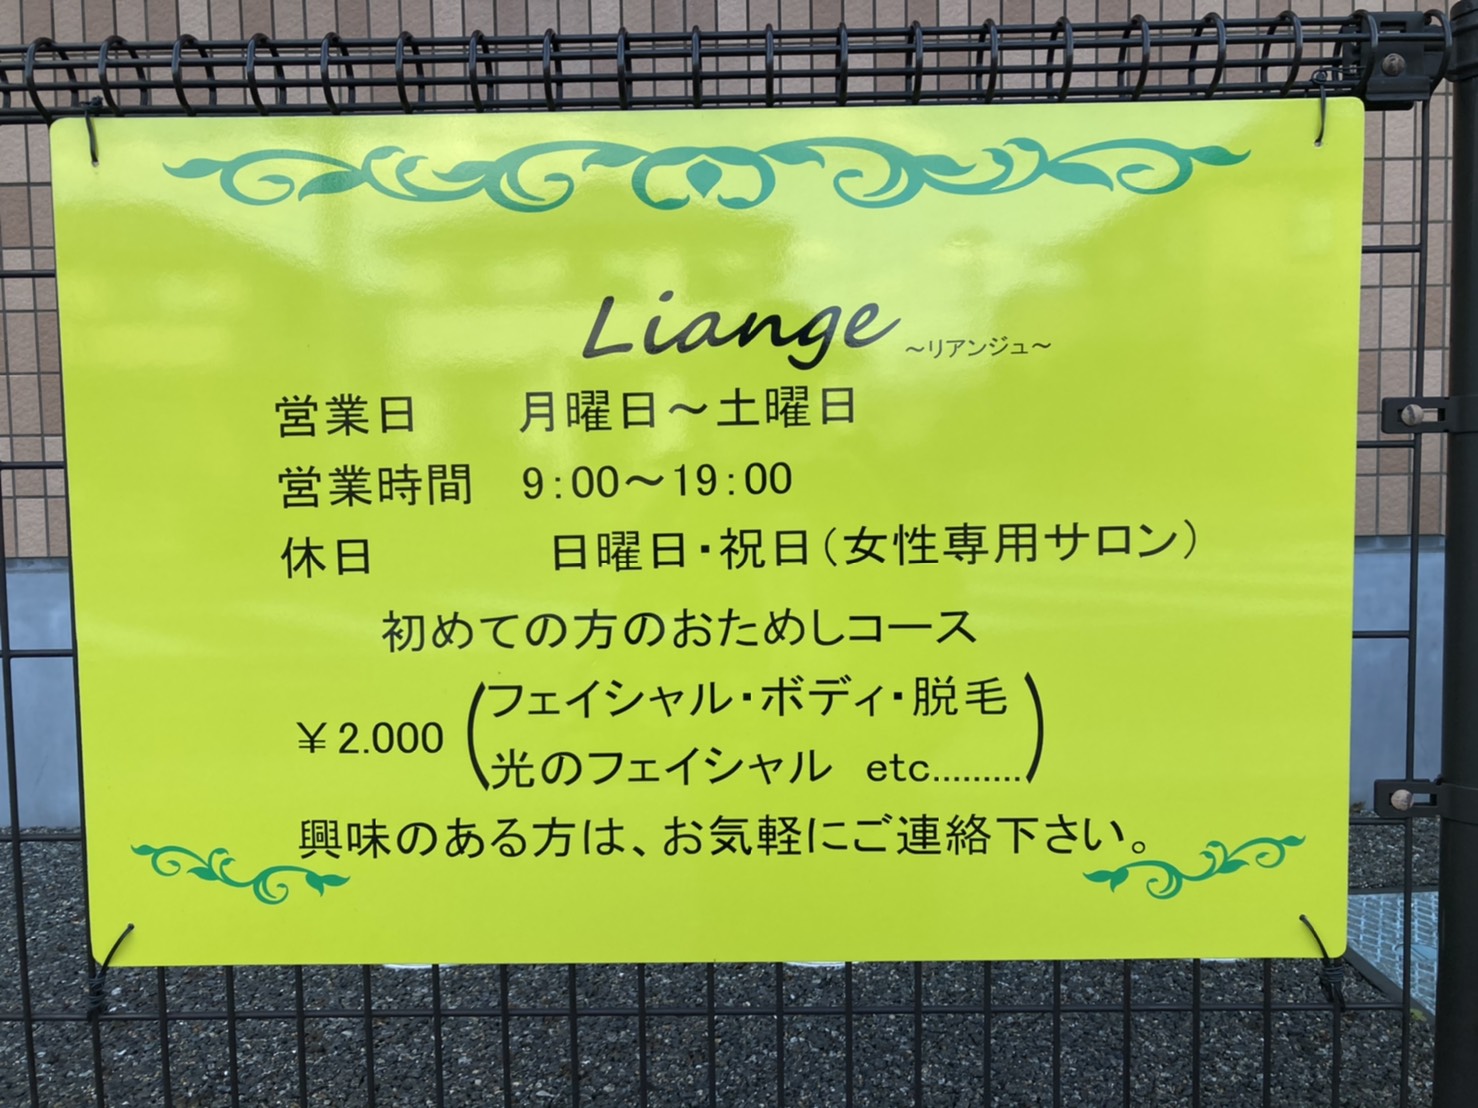 Liange ～リアンジュ～
営業日 月曜日～土曜日
営業時間 9:00～19:00
休日 日曜日・祝日(女性専用サロン)
初めての方のおためしコース
￥2.000 (フェイシャル・ボディ・脱毛
光のフェイシャル etc.........)
興味のある方は、お気軽にご連絡下さい。